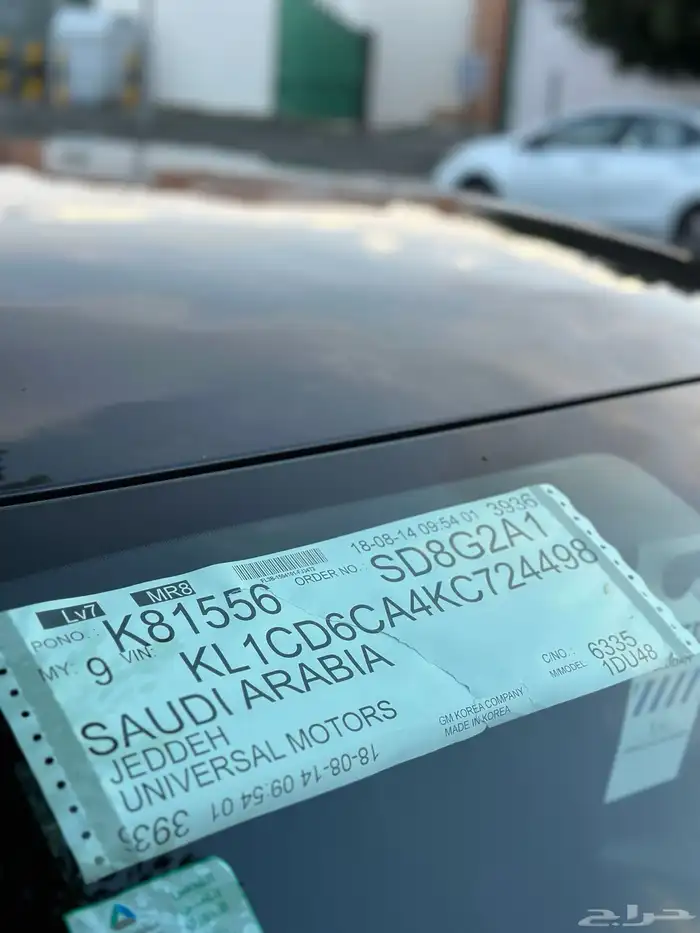 Lv7 MR8 18-08-14 09:54 01 3936
PONO.: K81556 ORDER NO.: SD8G2A1
MY: 9 VIN: KL1CD6CA4KC724498
SAUDI ARABIA C/NO.: 6335
JEDDEH M/MODEL: 1DU48
UNIVERSAL MOTORS GM KOREA COMPANY
MADE IN KOREA
18-08-14 09:54 01 3936
حراج